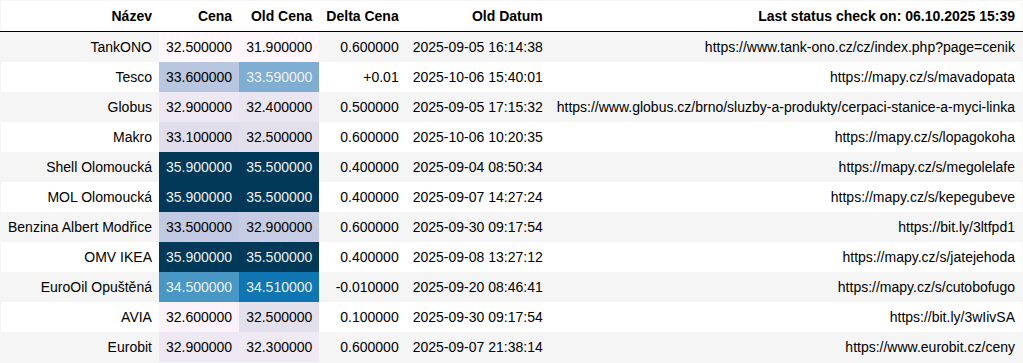 Název Cena Old Cena Delta Cena Old Datum Last status check on: 06.10.2025 15:39
TankONO 32.500000 31.900000 0.600000 2025-09-05 16:14:38 https://www.tank-ono.cz/cz/index.php?page=cenik
Tesco 33.600000 33.590000 +0.01 2025-10-06 15:40:01 https://mapy.cz/s/mavadopata
Globus 32.900000 32.400000 0.500000 2025-09-05 17:15:32 https://www.globus.cz/brno/sluzby-a-produkty/cerpaci-stanice-a-myci-linka
Makro 33.100000 32.500000 0.600000 2025-10-06 10:20:35 https://mapy.cz/s/lopagokoha
Shell Olomoucká 35.900000 35.500000 0.400000 2025-09-04 08:50:34 https://mapy.cz/s/megolelafe
MOL Olomoucká 35.900000 35.500000 0.400000 2025-09-07 14:27:24 https://mapy.cz/s/kepegubeve
Benzina Albert Modřice 33.500000 32.900000 0.600000 2025-09-30 09:17:54 https://bit.ly/3ltfpd1
OMV IKEA 35.900000 35.500000 0.400000 2025-09-08 13:27:12 https://mapy.cz/s/jatejehoda
EuroOil Opuštěná 34.500000 34.510000 -0.010000 2025-09-20 08:46:41 https://mapy.cz/s/cutobofugo
AVIA 32.600000 32.500000 0.100000 2025-09-30 09:17:54 https://bit.ly/3wIivSA
Eurobit 32.900000 32.300000 0.600000 2025-09-07 21:38:14 https://www.eurobit.cz/ceny